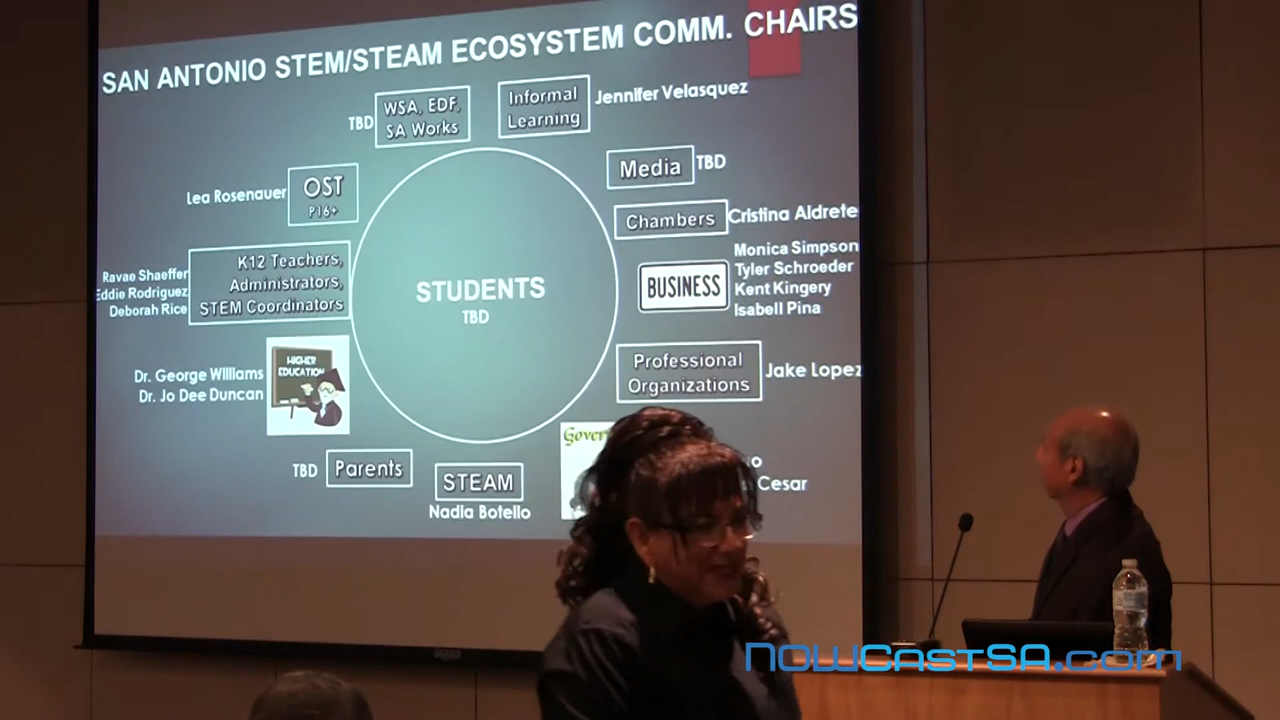 SAN ANTONIO STEM/STEAM ECOSYSTEM COMM. CHAIRS
TBD
WSA, EDF,
SA Works
Informal
Learning
Jennifer Velasquez
Media
TBD
Lea Rosenauer
OST
P16+
Chambers
Cristina Aldrete
Ravae Shaeffer
Eddie Rodriguez
Deborah Rice
K12 Teachers,
Administrators,
STEM Coordinators
STUDENTS
TBD
BUSINESS
Monica Simpson
Tyler Schroeder
Kent Kingery
Isabell Pina
Professional
Organizations
Jake Lopez
Dr. George Williams
Dr. Jo Dee Duncan
HIGHER
EDUCATION
TBD
Parents
STEAM
Nadia Botello
Cesar
NOWCastSA.com